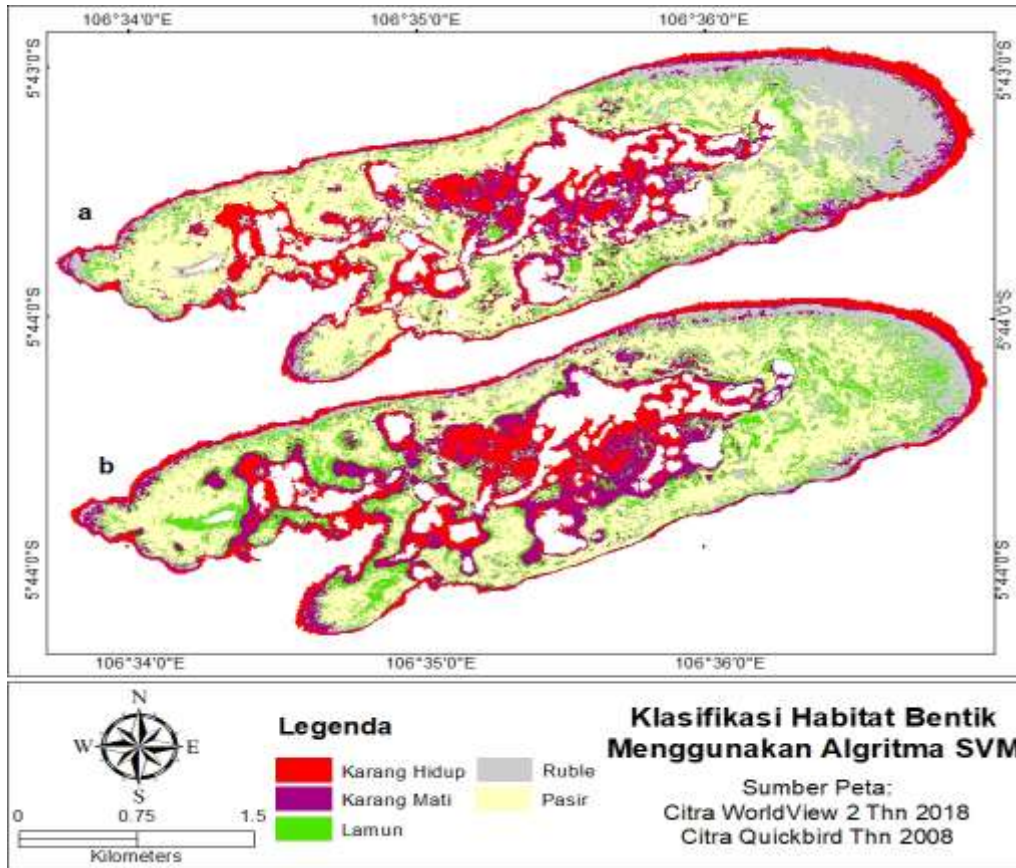 106°34'0"E 106°35'0"E 106°36'0"E
5°43'0"S 5°43'0"S
a
5°44'0"S 5°44'0"S
b
5°44'0"S 5°44'0"S
106°34'0"E 106°35'0"E 106°36'0"E
N
W E
S
0 0.75 1.5
Kilometers
Legenda
Karang Hidup
Karang Mati
Lamun
Ruble
Pasir
Klasifikasi Habitat Bentik
Menggunakan Algritma SVM
Sumber Peta:
Citra WorldView 2 Thn 2018
Citra Quickbird Thn 2008